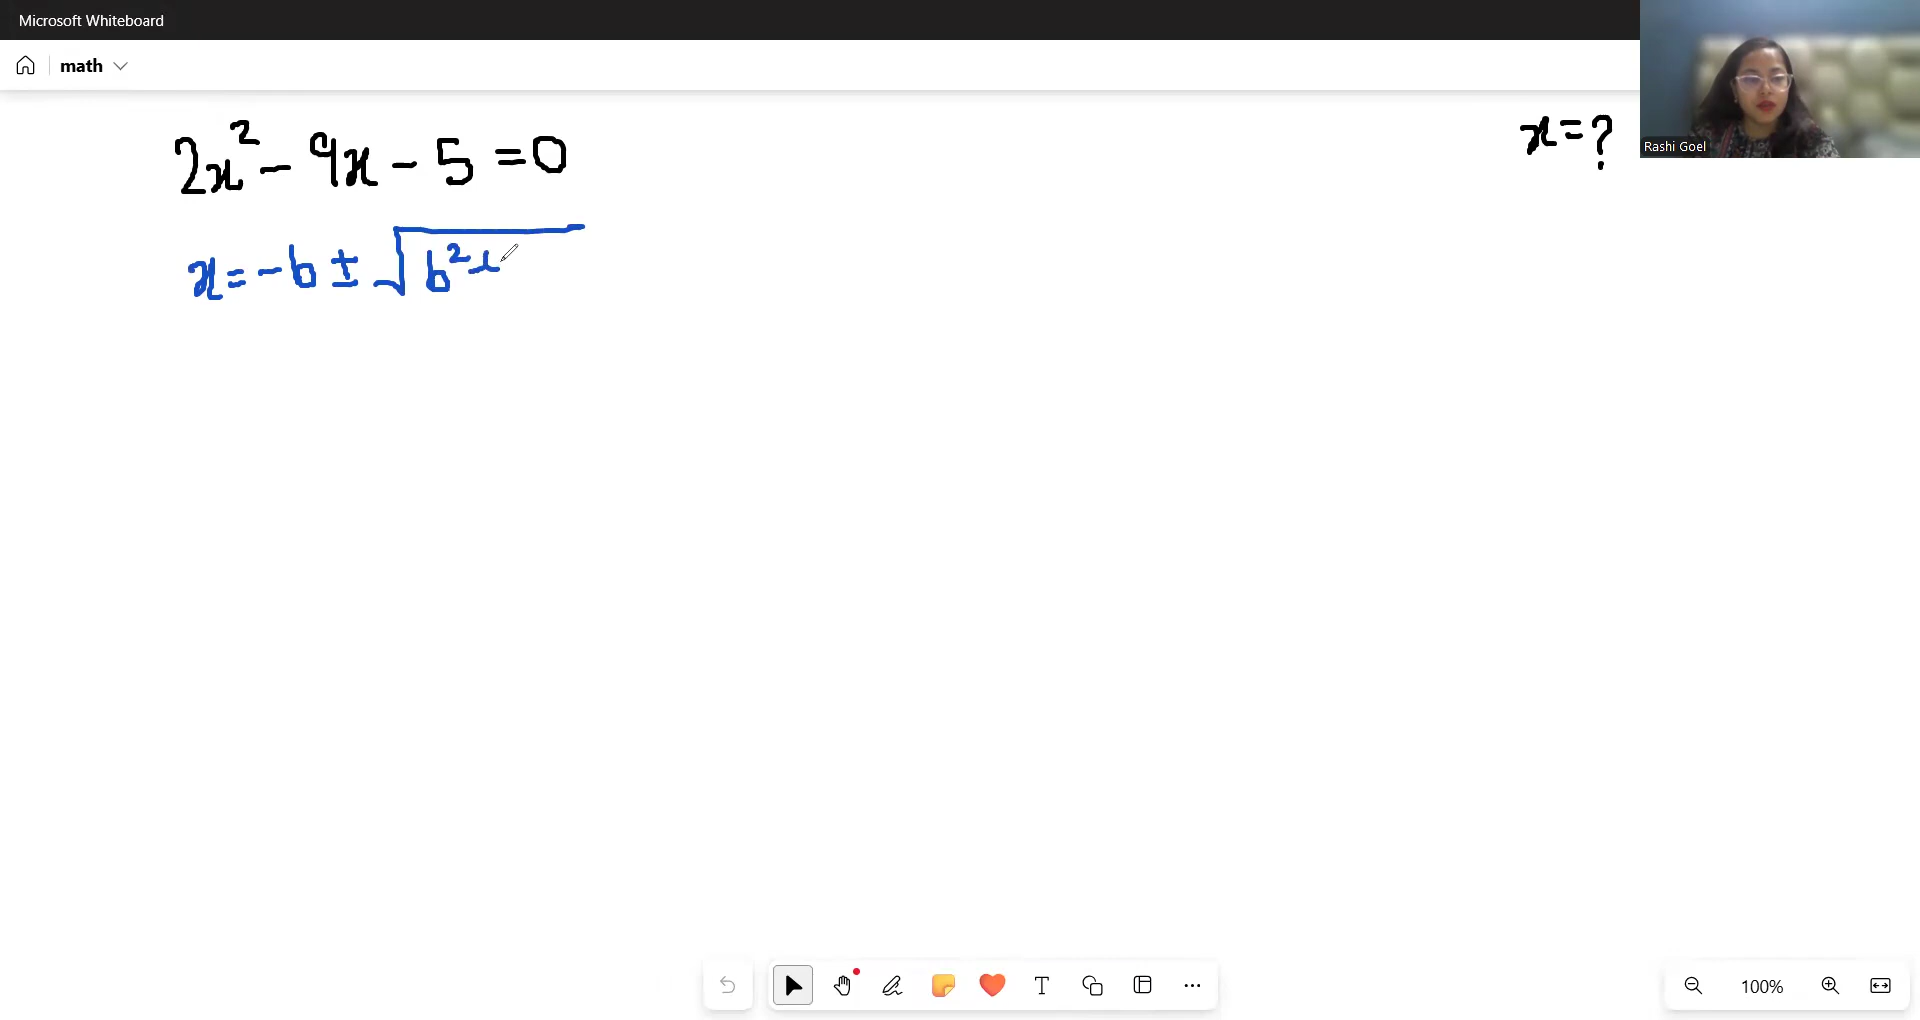 Microsoft Whiteboard
math
2x² - 9x - 5 = 0
x = ?
Rashi Goel
x = -b ± √b²-
100%